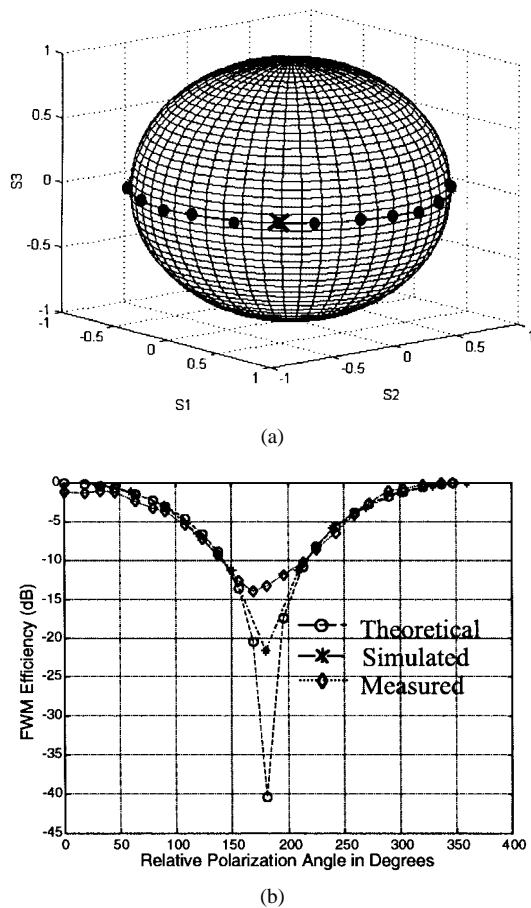 1
0.5
0
-0.5
-1
S3
-1
-0.5
0
0.5
1
S1
-1
-0.5
0
0.5
1
S2
(a)
0
-5
-10
-15
-20
-25
-30
-35
-40
-45
FWM Efficiency (dB)
Theoretical
Simulated
Measured
0 50 100 150 200 250 300 350 400
Relative Polarization Angle in Degrees
(b)